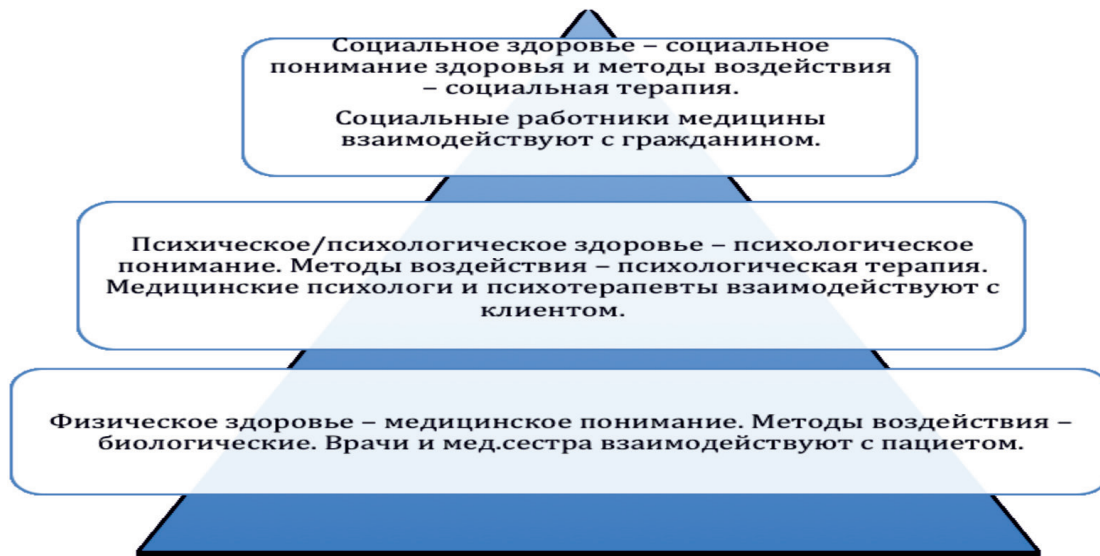 Социальное здоровье – социальное
понимание здоровья и методы воздействия
– социальная терапия.
Социальные работники медицины
взаимодействуют с гражданином.
Психическое/психологическое здоровье – психологическое
понимание. Методы воздействия – психологическая терапия.
Медицинские психологи и психотерапевты взаимодействуют с
клиентом.
Физическое здоровье – медицинское понимание. Методы воздействия –
биологические. Врачи и мед.сестра взаимодействуют с пациетом.